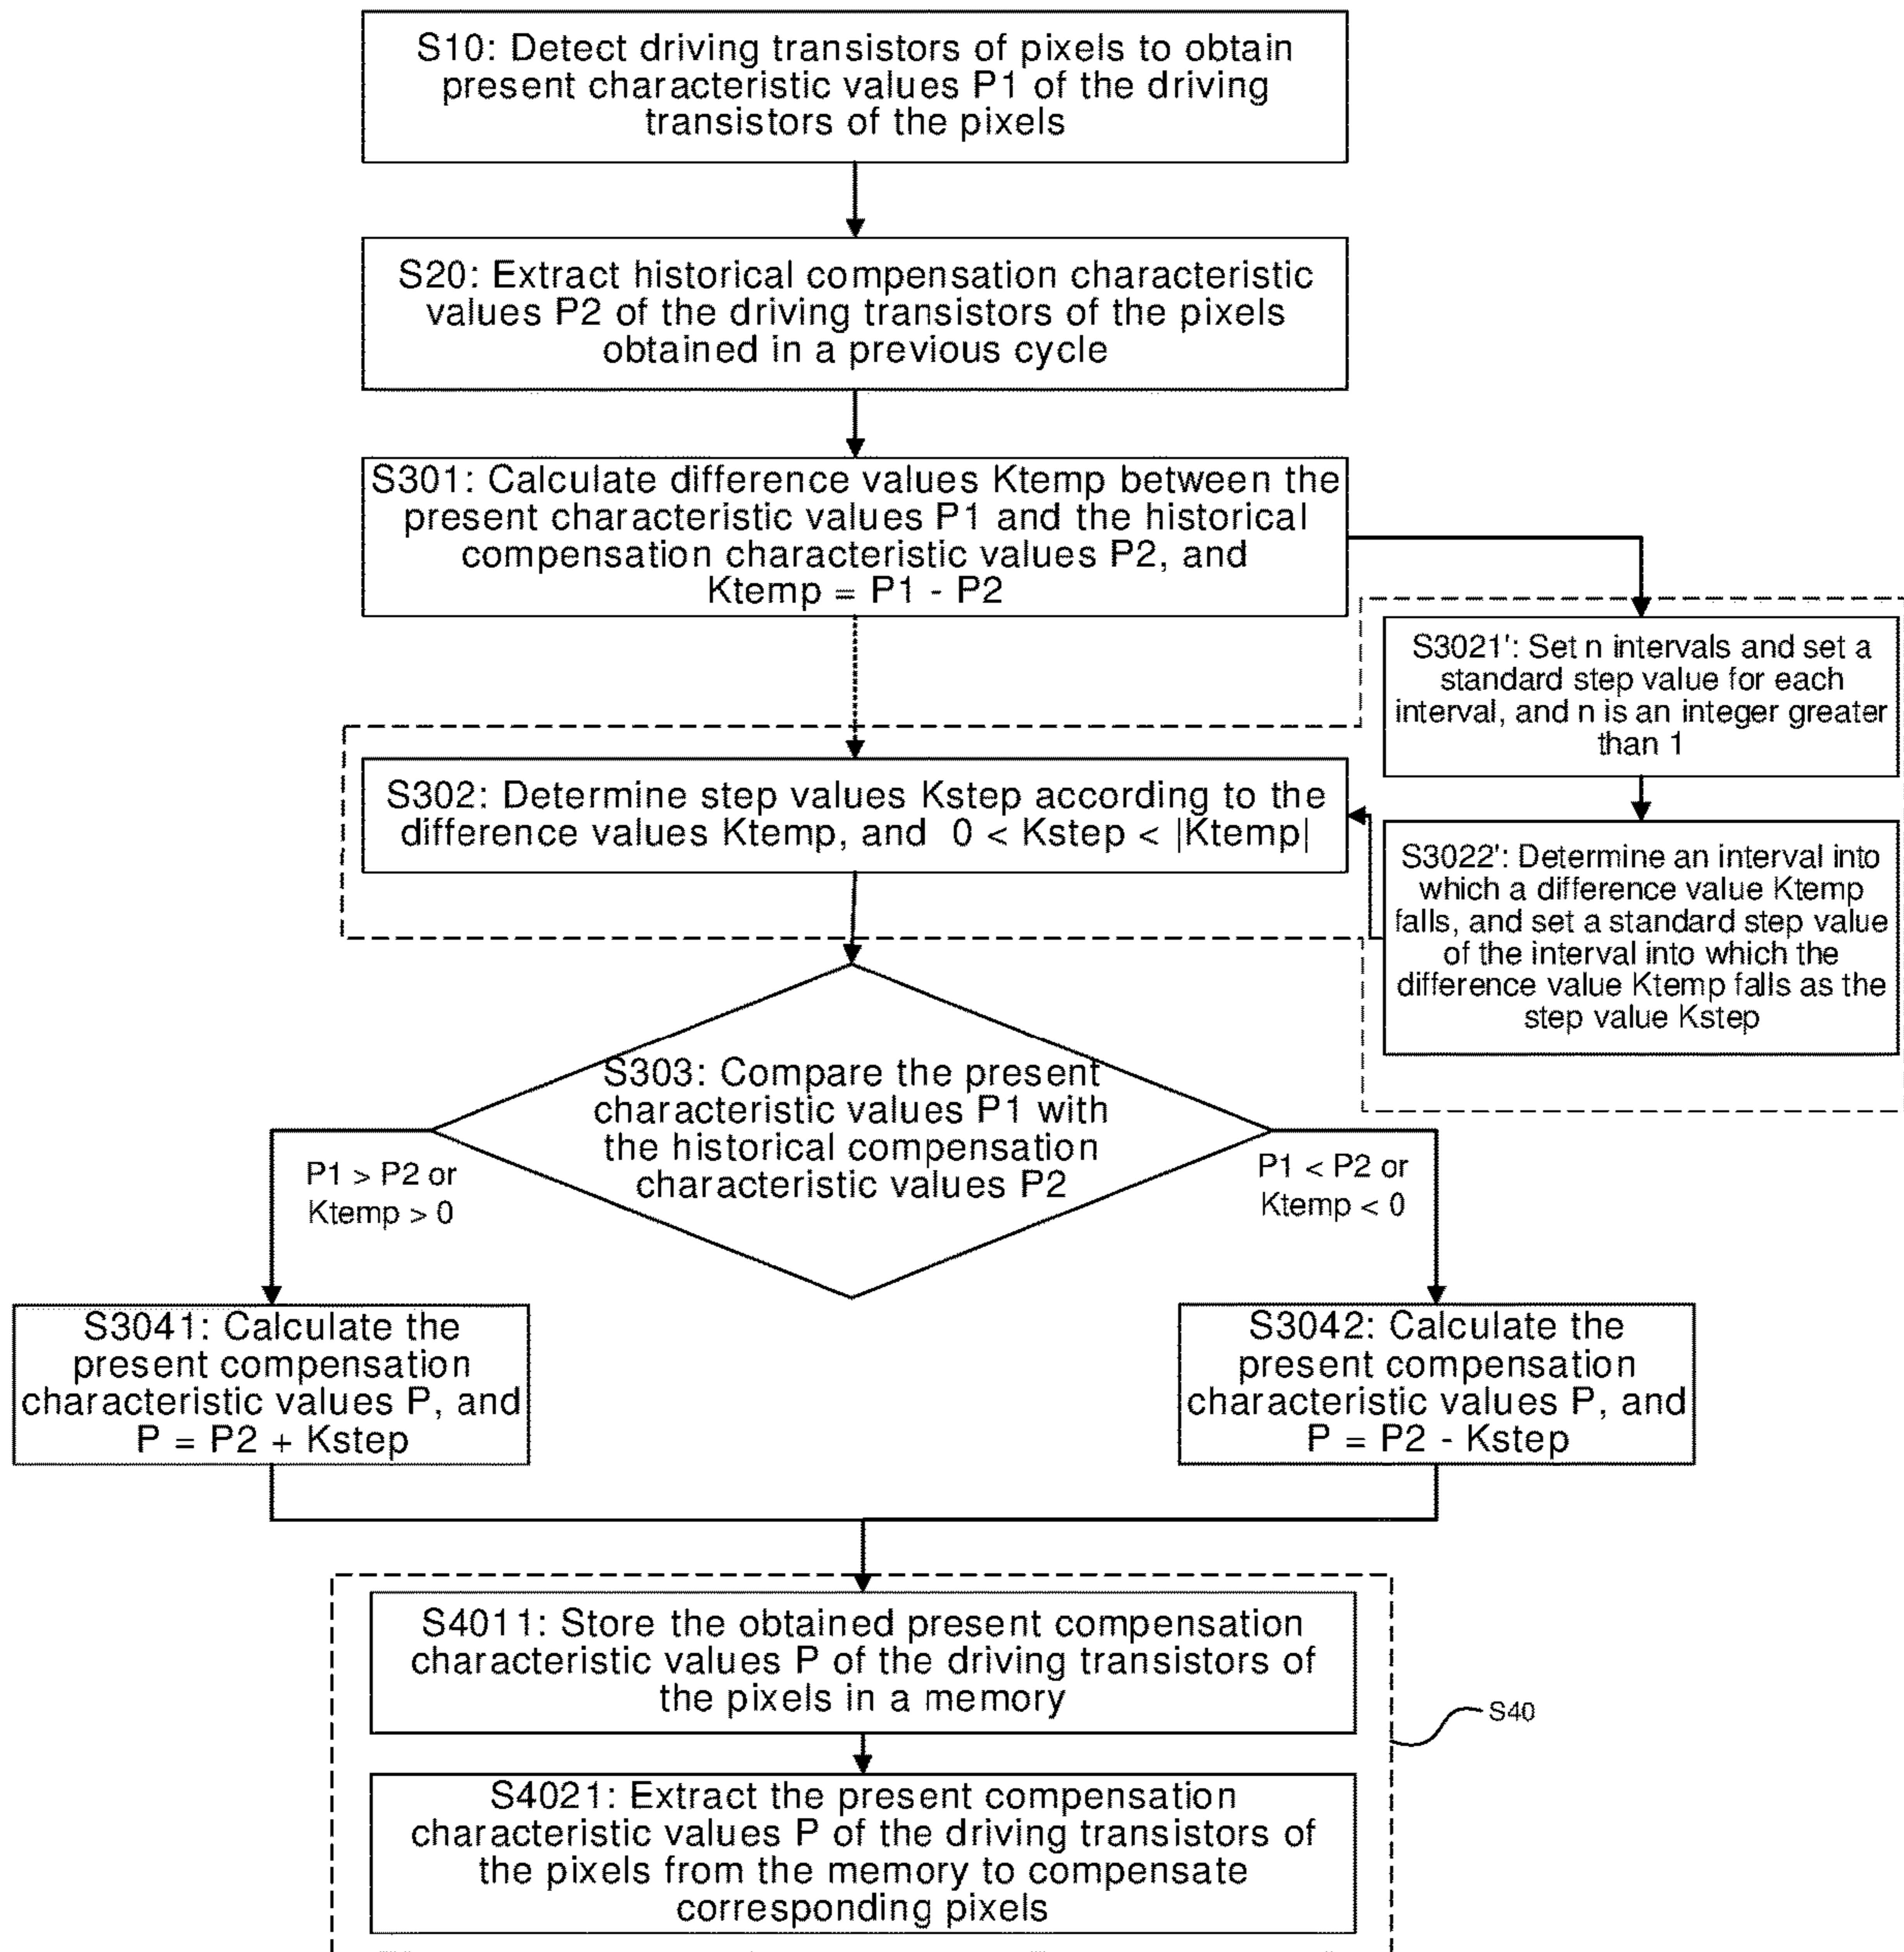 S10: Detect driving transistors of pixels to obtain
present characteristic values P1 of the driving
transistors of the pixels
S20: Extract historical compensation characteristic
values P2 of the driving transistors of the pixels
obtained in a previous cycle
S301: Calculate difference values Ktemp between the
present characteristic values P1 and the historical
compensation characteristic values P2, and
Ktemp = P1 - P2
S3021': Set n intervals and set a
standard step value for each
interval, and n is an integer greater
than 1
S302: Determine step values Kstep according to the
difference values Ktemp, and 0 < Kstep < |Ktemp|
S3022': Determine an interval into
which a difference value Ktemp
falls, and set a standard step value
of the interval into which the
difference value Ktemp falls as the
step value Kstep
S303: Compare the present
characteristic values P1 with
the historical compensation
characteristic values P2
P1 > P2 or
Ktemp > 0
P1 < P2 or
Ktemp < 0
S3041: Calculate the
present compensation
characteristic values P, and
P = P2 + Kstep
S3042: Calculate the
present compensation
characteristic values P, and
P = P2 - Kstep
S4011: Store the obtained present compensation
characteristic values P of the driving transistors of
the pixels in a memory
S40
S4021: Extract the present compensation
characteristic values P of the driving transistors of
the pixels from the memory to compensate
corresponding pixels